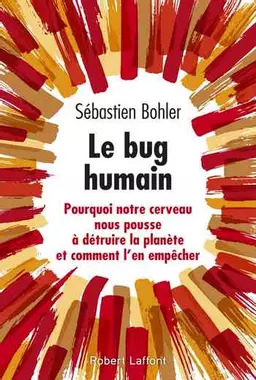 Sébastien Bohler
Le bug
humain
Pourquoi notre cerveau
nous pousse
à détruire la planète
et comment l'en empêcher
Robert Laffont